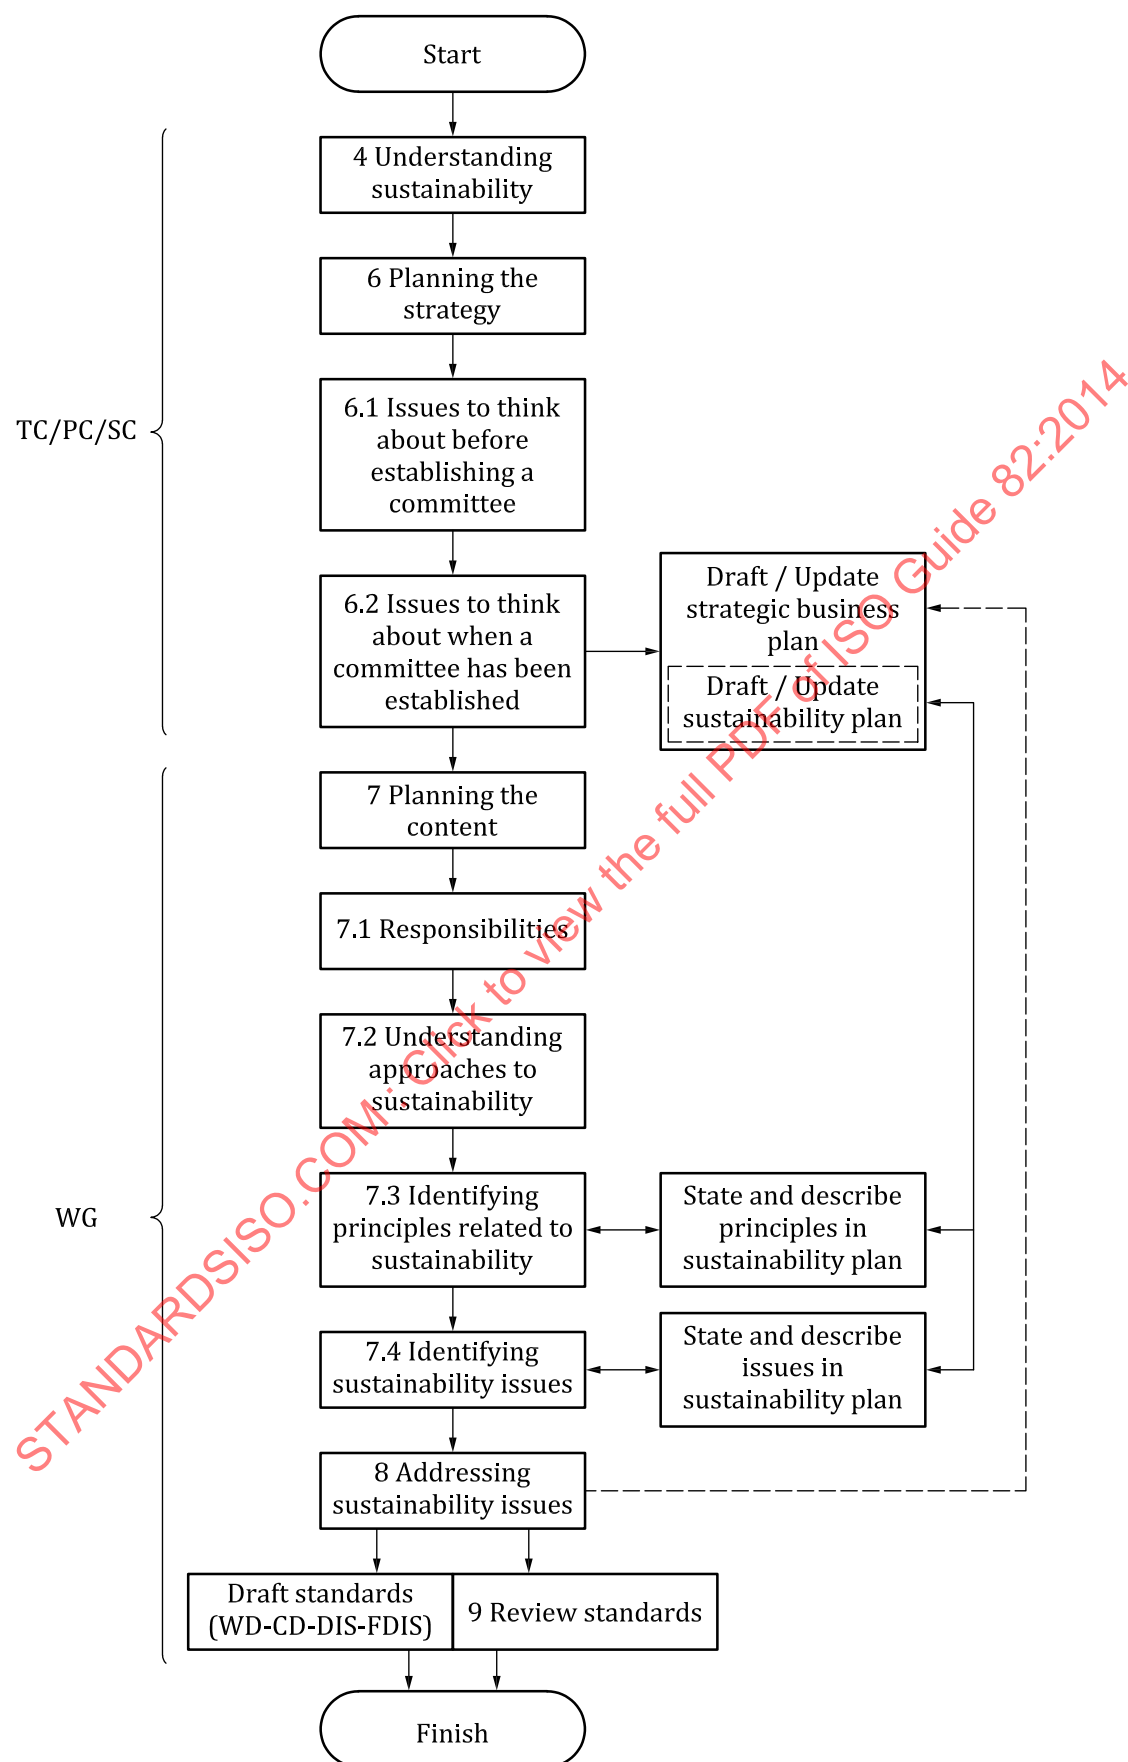 Start
4 Understanding
sustainability
6 Planning the
strategy
TC/PC/SC
6.1 Issues to think
about before
establishing a
committee
6.2 Issues to think
about when a
committee has been
established
Draft / Update
strategic business
plan
Draft / Update
sustainability plan
7 Planning the
content
7.1 Responsibilities
7.2 Understanding
approaches to
sustainability
WG
7.3 Identifying
principles related to
sustainability
State and describe
principles in
sustainability plan
7.4 Identifying
sustainability issues
State and describe
issues in
sustainability plan
8 Addressing
sustainability issues
Draft standards
(WD-CD-DIS-FDIS)
9 Review standards
Finish
STANDARDSISO.COM : Click to view the full PDF of ISO Guide 82:2014